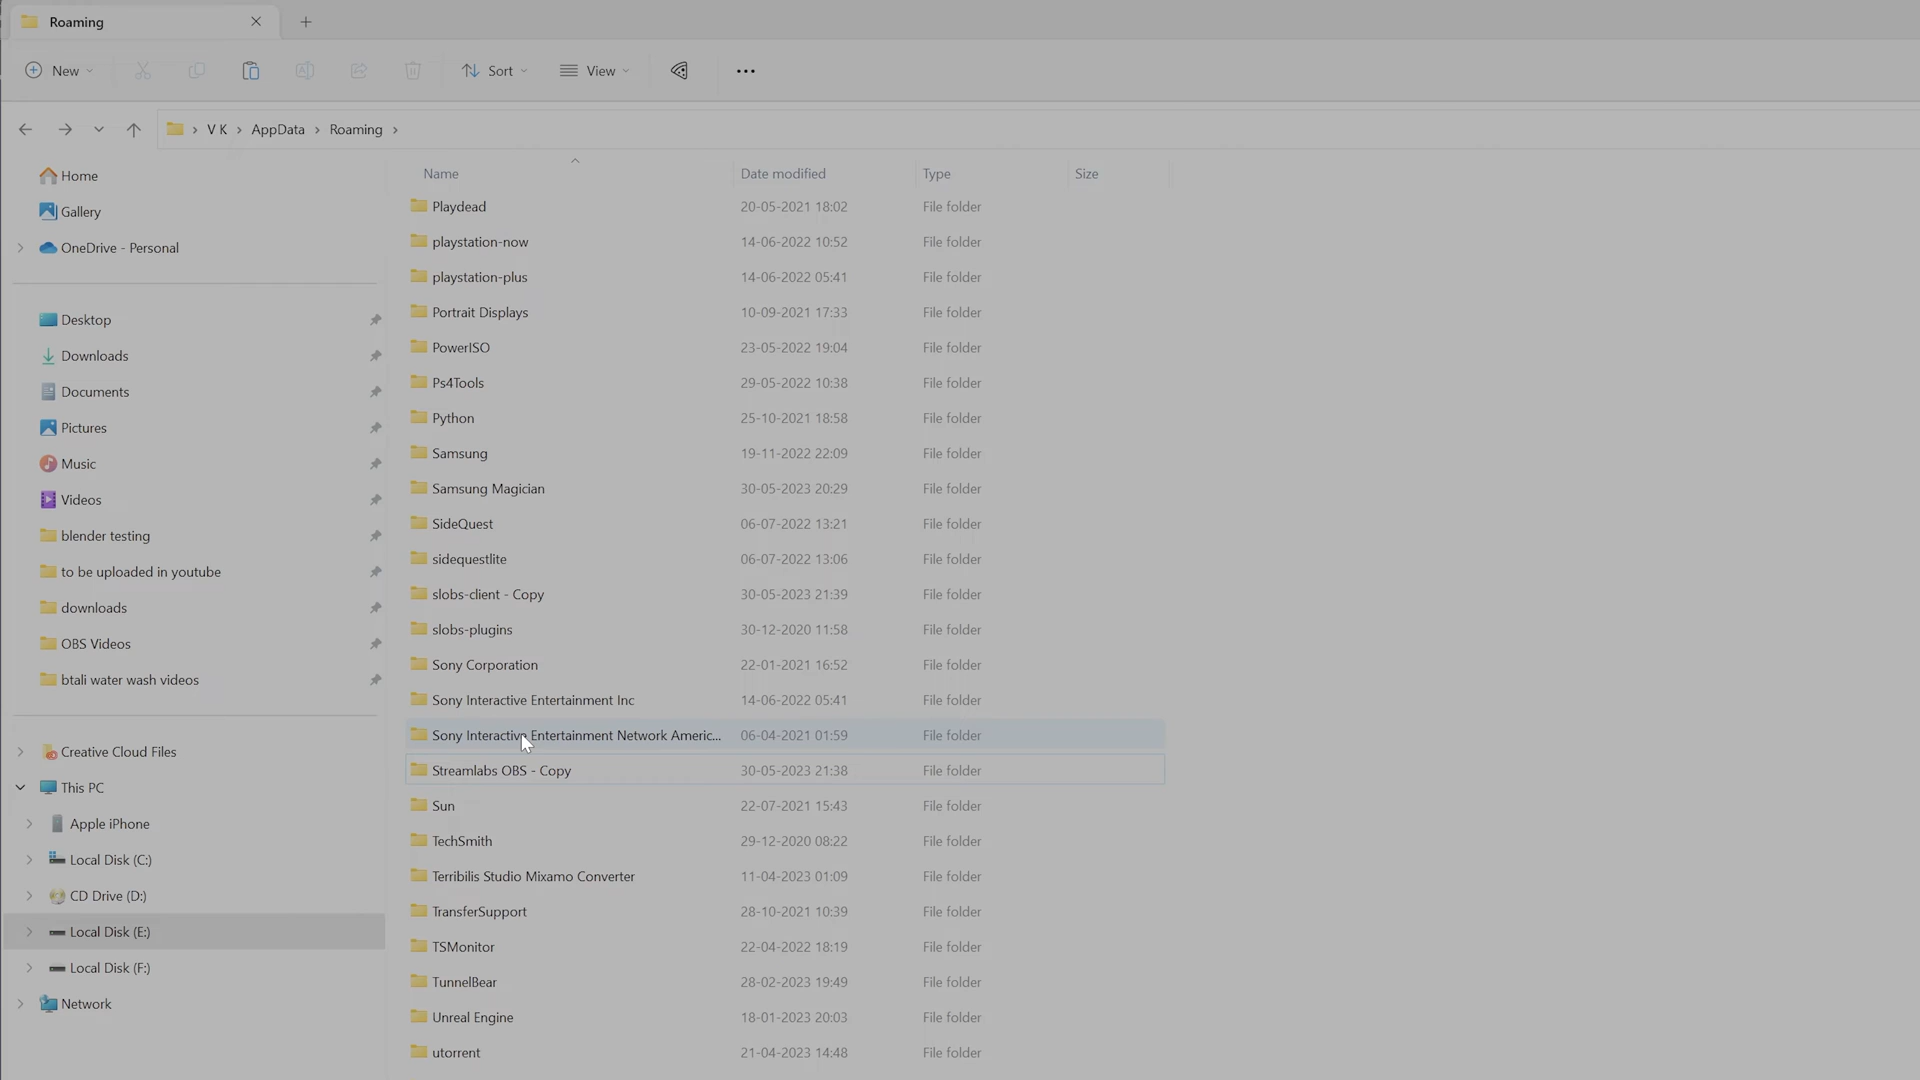 Roaming
New
Sort
View
V K > AppData > Roaming >
Home
Gallery
OneDrive - Personal
Desktop
Downloads
Documents
Pictures
Music
Videos
blender testing
to be uploaded in youtube
downloads
OBS Videos
btali water wash videos
Creative Cloud Files
This PC
Apple iPhone
Local Disk (C:)
CD Drive (D:)
Local Disk (E:)
Local Disk (F:)
Network
Name Date modified Type Size
Playdead 20-05-2021 18:02 File folder
playstation-now 14-06-2022 10:52 File folder
playstation-plus 14-06-2022 05:41 File folder
Portrait Displays 10-09-2021 17:33 File folder
PowerISO 23-05-2022 19:04 File folder
Ps4Tools 29-05-2022 10:38 File folder
Python 25-10-2021 18:58 File folder
Samsung 19-11-2022 22:09 File folder
Samsung Magician 30-05-2023 20:29 File folder
SideQuest 06-07-2022 13:21 File folder
sidequestlite 06-07-2022 13:06 File folder
slobs-client - Copy 30-05-2023 21:39 File folder
slobs-plugins 30-12-2020 11:58 File folder
Sony Corporation 22-01-2021 16:52 File folder
Sony Interactive Entertainment Inc 14-06-2022 05:41 File folder
Sony Interactive Entertainment Network Americ... 06-04-2021 01:59 File folder
Streamlabs OBS - Copy 30-05-2023 21:38 File folder
Sun 22-07-2021 15:43 File folder
TechSmith 29-12-2020 08:22 File folder
Terribilis Studio Mixamo Converter 11-04-2023 01:09 File folder
TransferSupport 28-10-2021 10:39 File folder
TSMonitor 22-04-2022 18:19 File folder
TunnelBear 28-02-2023 19:49 File folder
Unreal Engine 18-01-2023 20:03 File folder
utorrent 21-04-2023 14:48 File folder